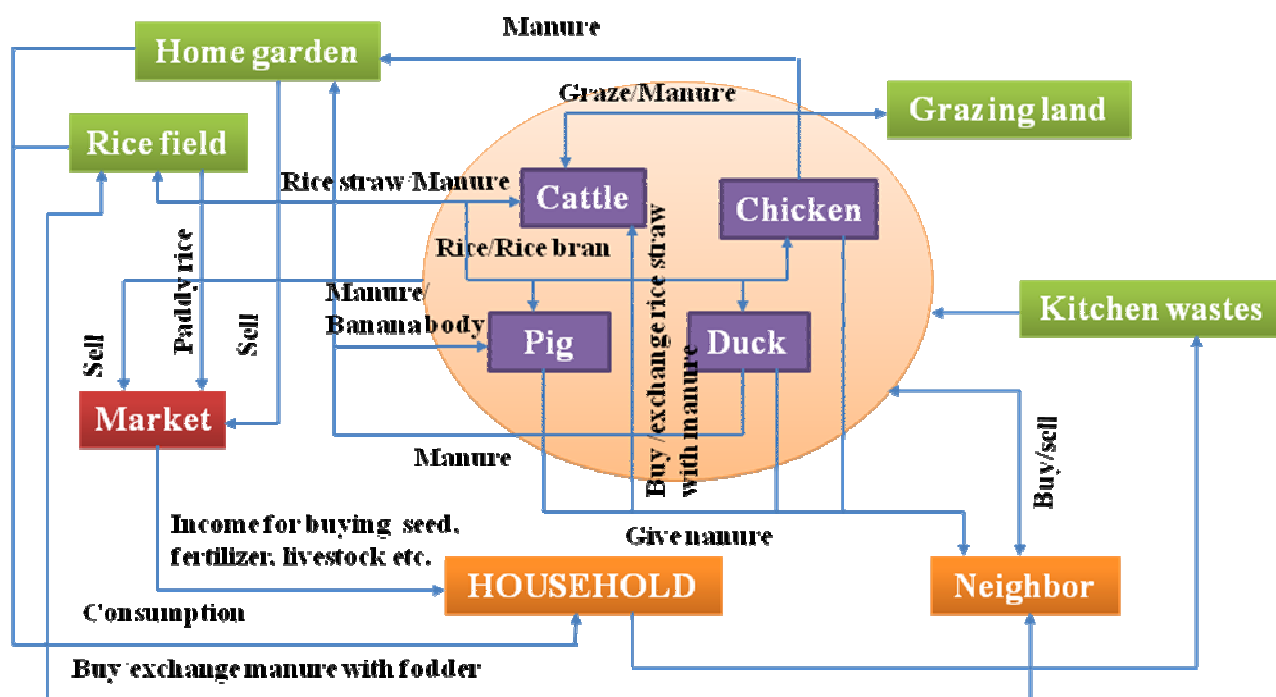 Manure
Home garden
Graze/Manure
Grazing land
Rice field
Rice straw/Manure
Cattle
Chicken
Rice/Rice bran
Paddy rice
Sell
Sell
Manure/
Banana body
Buy /exchange rice straw
with manure
Kitchen wastes
Pig
Duck
Market
Manure
Buy/sell
Income for buying seed,
fertilizer, livestock etc.
Give nanure
HOUSEHOLD
Neighbor
Consumption
Buy/exchange manure with fodder